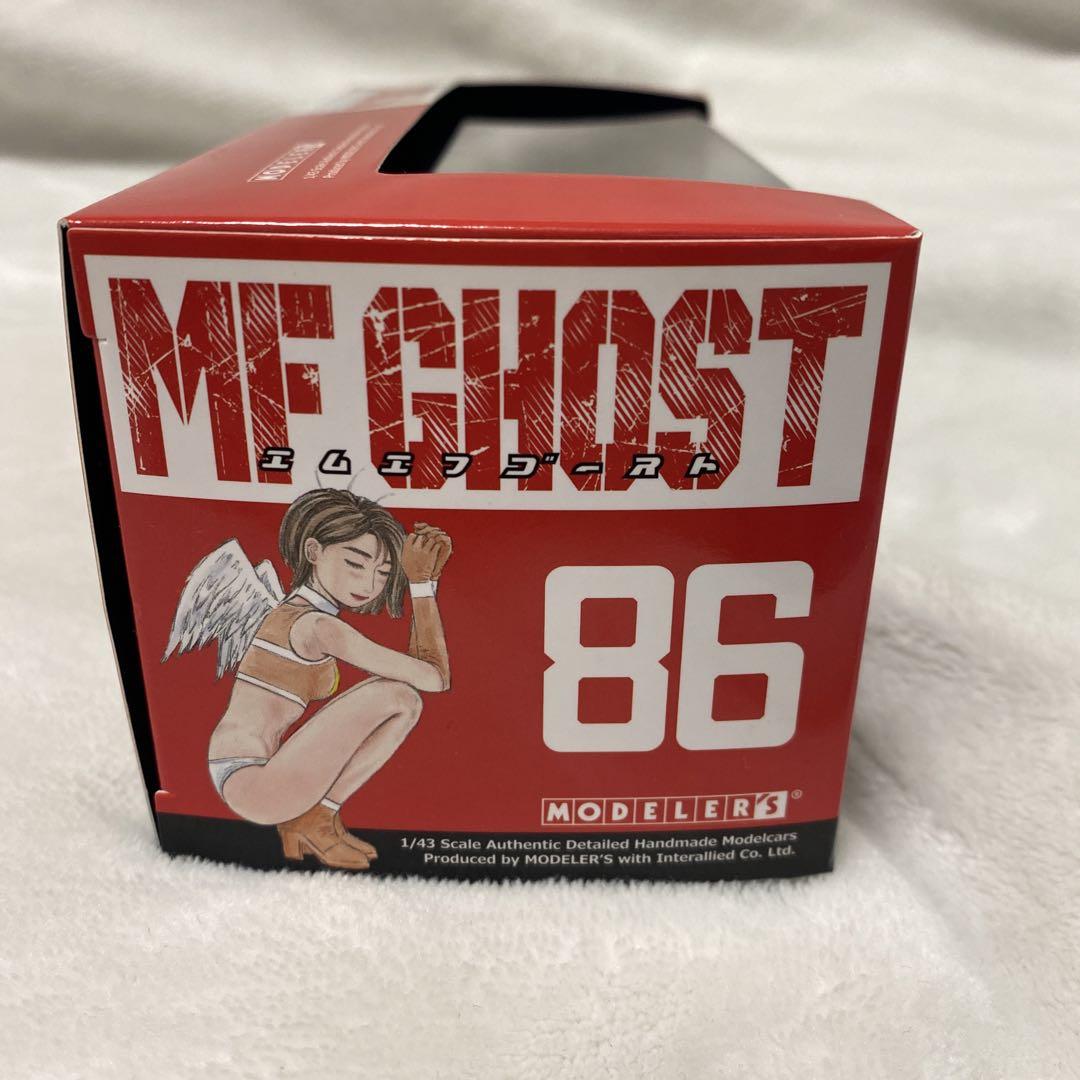 MODELER'S
MF GHOST
エムエフゴースト
86
MODELER'S®
1/43 Scale Authentic Detailed Handmade Modelcars
Produced by MODELER'S with Interallied Co. Ltd.